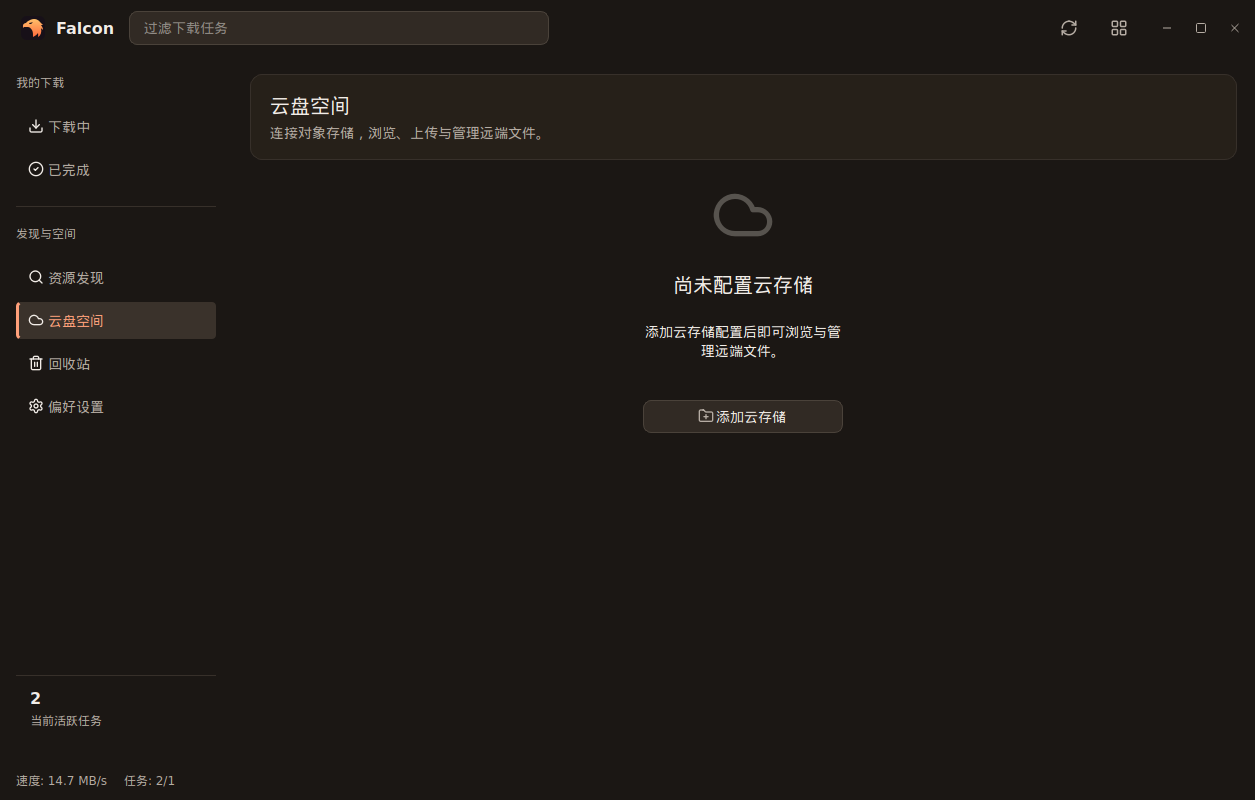 Falcon
过滤下载任务
我的下载
下载中
已完成
发现与空间
资源发现
云盘空间
回收站
偏好设置
2
当前活跃任务
速度: 14.7 MB/s
任务: 2/1
云盘空间
连接对象存储，浏览、上传与管理远端文件。
尚未配置云存储
添加云存储配置后即可浏览与管
理远端文件。
添加云存储